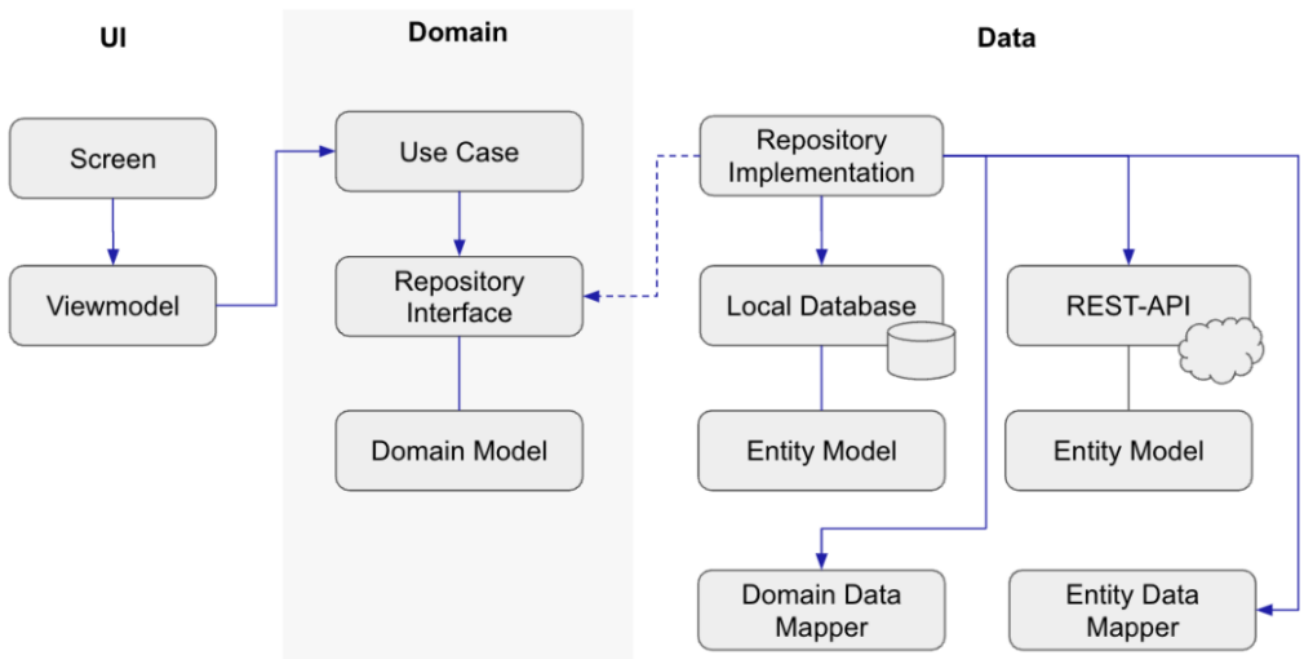 UI
Domain
Data
Screen
Viewmodel
Use Case
Repository
Interface
Domain Model
Repository
Implementation
Local Database
REST-API
Entity Model
Entity Model
Domain Data
Mapper
Entity Data
Mapper